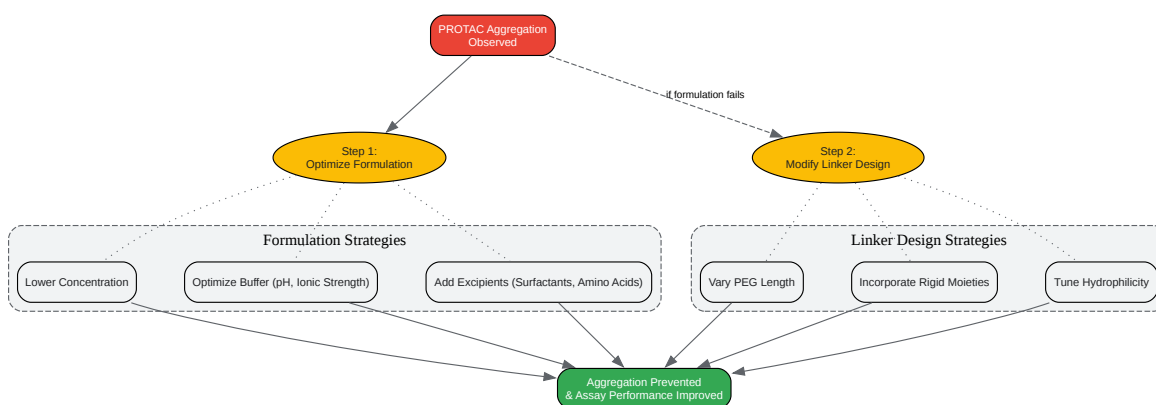 PROTAC Aggregation
Observed
if formulation fails
Step 1:
Optimize Formulation
Step 2:
Modify Linker Design
Formulation Strategies
Linker Design Strategies
Lower Concentration
Optimize Buffer (pH, Ionic Strength)
Add Excipients (Surfactants, Amino Acids)
Vary PEG Length
Incorporate Rigid Moieties
Tune Hydrophilicity
Aggregation Prevented
& Assay Performance Improved